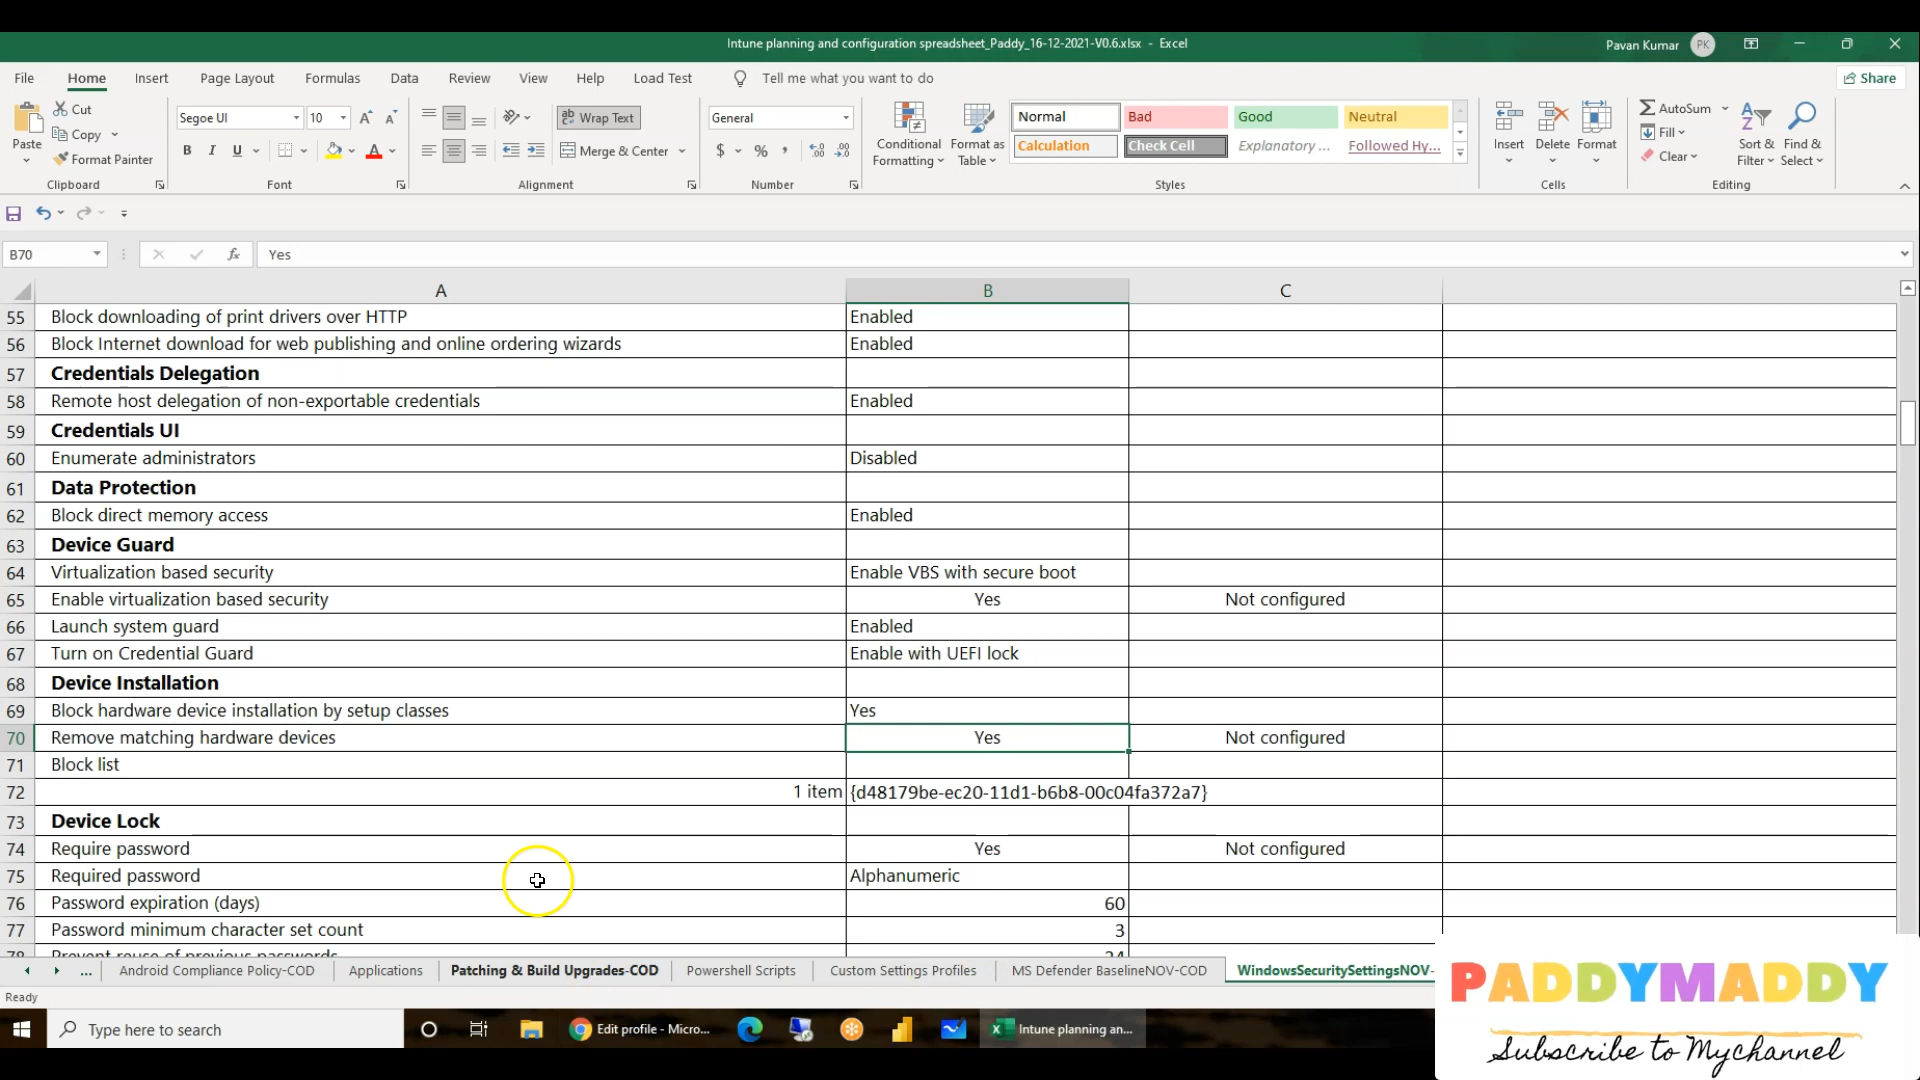 Intune planning and configuration spreadsheet_Paddy_16-12-2021-V0.6.xlsx - Excel
Pavan Kumar PK
File Home Insert Page Layout Formulas Data Review View Help Load Test Tell me what you want to do Share
Paste
Cut
Copy
Format Painter
Clipboard
Segoe UI 10
B I U A
Font
Wrap Text
Merge & Center
Alignment
General
$ % ,
Number
Conditional Formatting
Format as Table
Normal Bad Good Neutral
Calculation Check Cell Explanatory ... Followed Hy...
Styles
Insert Delete Format
Cells
AutoSum
Fill
Clear
Sort & Filter
Find & Select
Editing
B70 fx Yes
A B C
55 Block downloading of print drivers over HTTP Enabled
56 Block Internet download for web publishing and online ordering wizards Enabled
57 Credentials Delegation
58 Remote host delegation of non-exportable credentials Enabled
59 Credentials UI
60 Enumerate administrators Disabled
61 Data Protection
62 Block direct memory access Enabled
63 Device Guard
64 Virtualization based security Enable VBS with secure boot
65 Enable virtualization based security Yes Not configured
66 Launch system guard Enabled
67 Turn on Credential Guard Enable with UEFI lock
68 Device Installation
69 Block hardware device installation by setup classes Yes
70 Remove matching hardware devices Yes Not configured
71 Block list
72 1 item {d48179be-ec20-11d1-b6b8-00c04fa372a7}
73 Device Lock
74 Require password Yes Not configured
75 Required password Alphanumeric
76 Password expiration (days) 60
77 Password minimum character set count 3
78 Prevent reuse of previous passwords 24
... Android Compliance Policy-COD Applications Patching & Build Upgrades-COD Powershell Scripts Custom Settings Profiles MS Defender BaselineNOV-COD WindowsSecuritySettingsNOV-
Ready
Type here to search
Edit profile - Micro...
Intune planning an...
PADDYMADDY
Subscribe to Mychannel